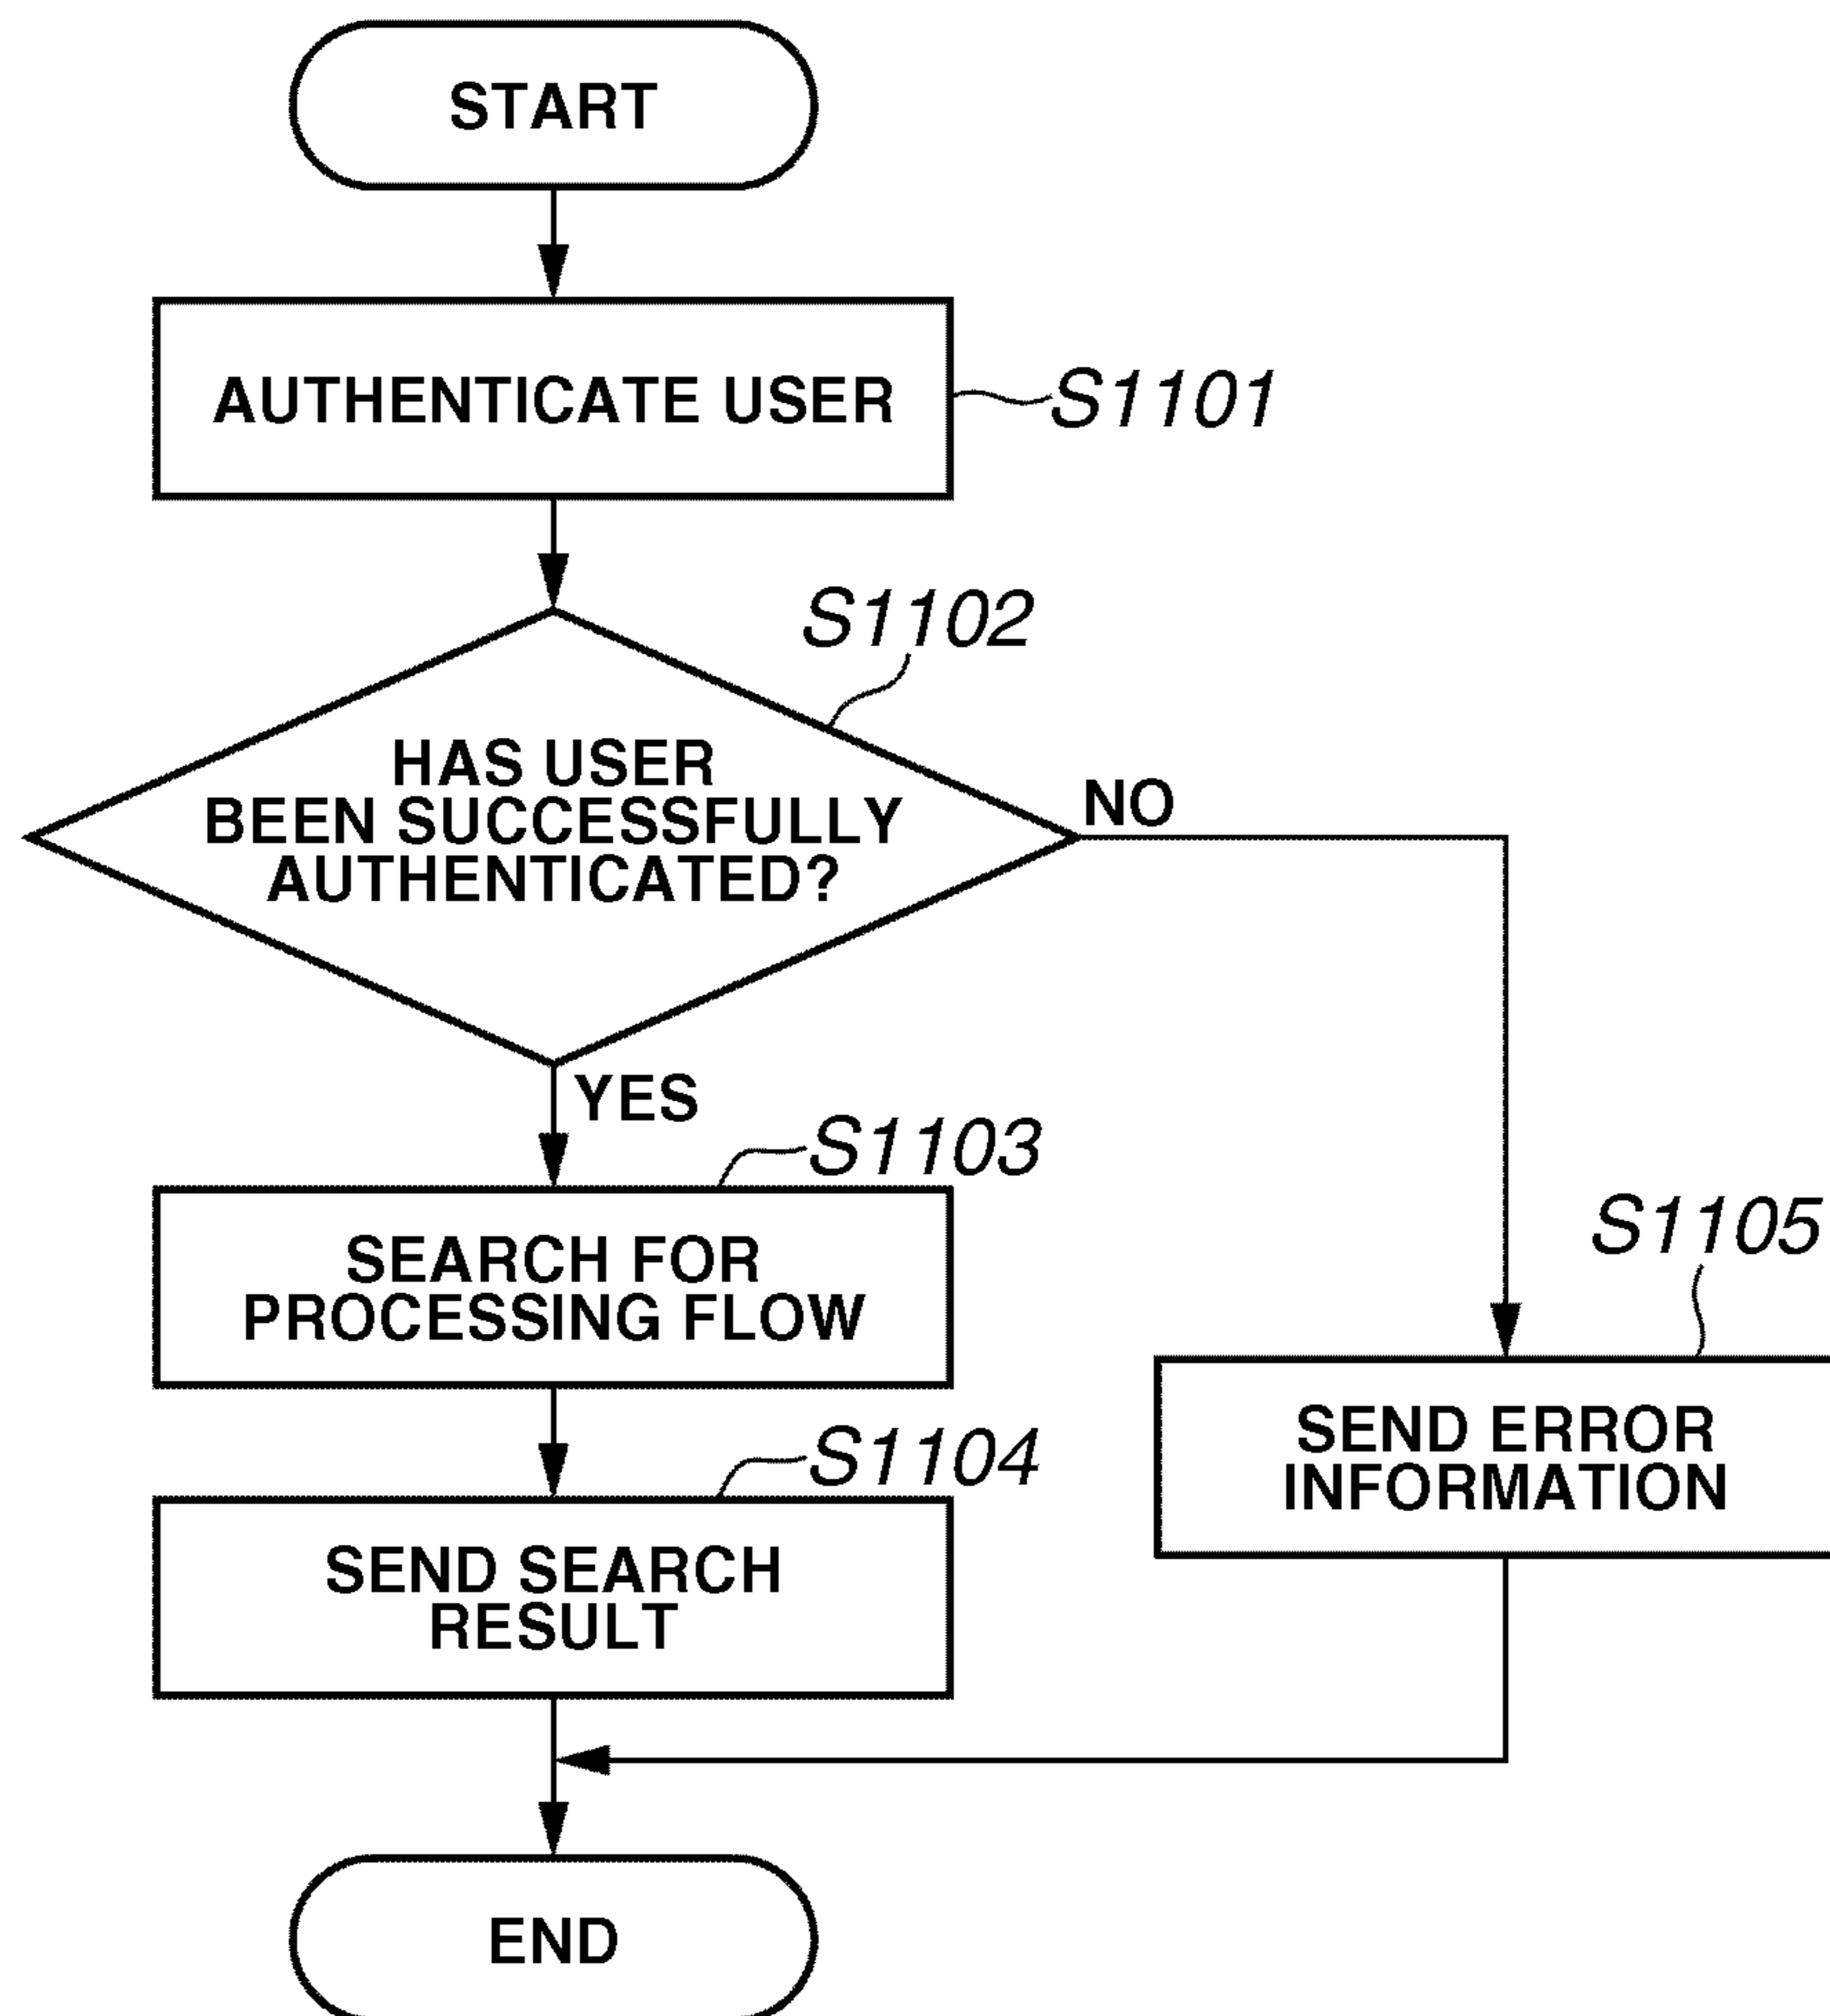 START
AUTHENTICATE USER
S1101
S1102
HAS USER
BEEN SUCCESSFULLY
AUTHENTICATED?
NO
YES
S1103
SEARCH FOR
PROCESSING FLOW
S1105
SEND ERROR
INFORMATION
S1104
SEND SEARCH
RESULT
END